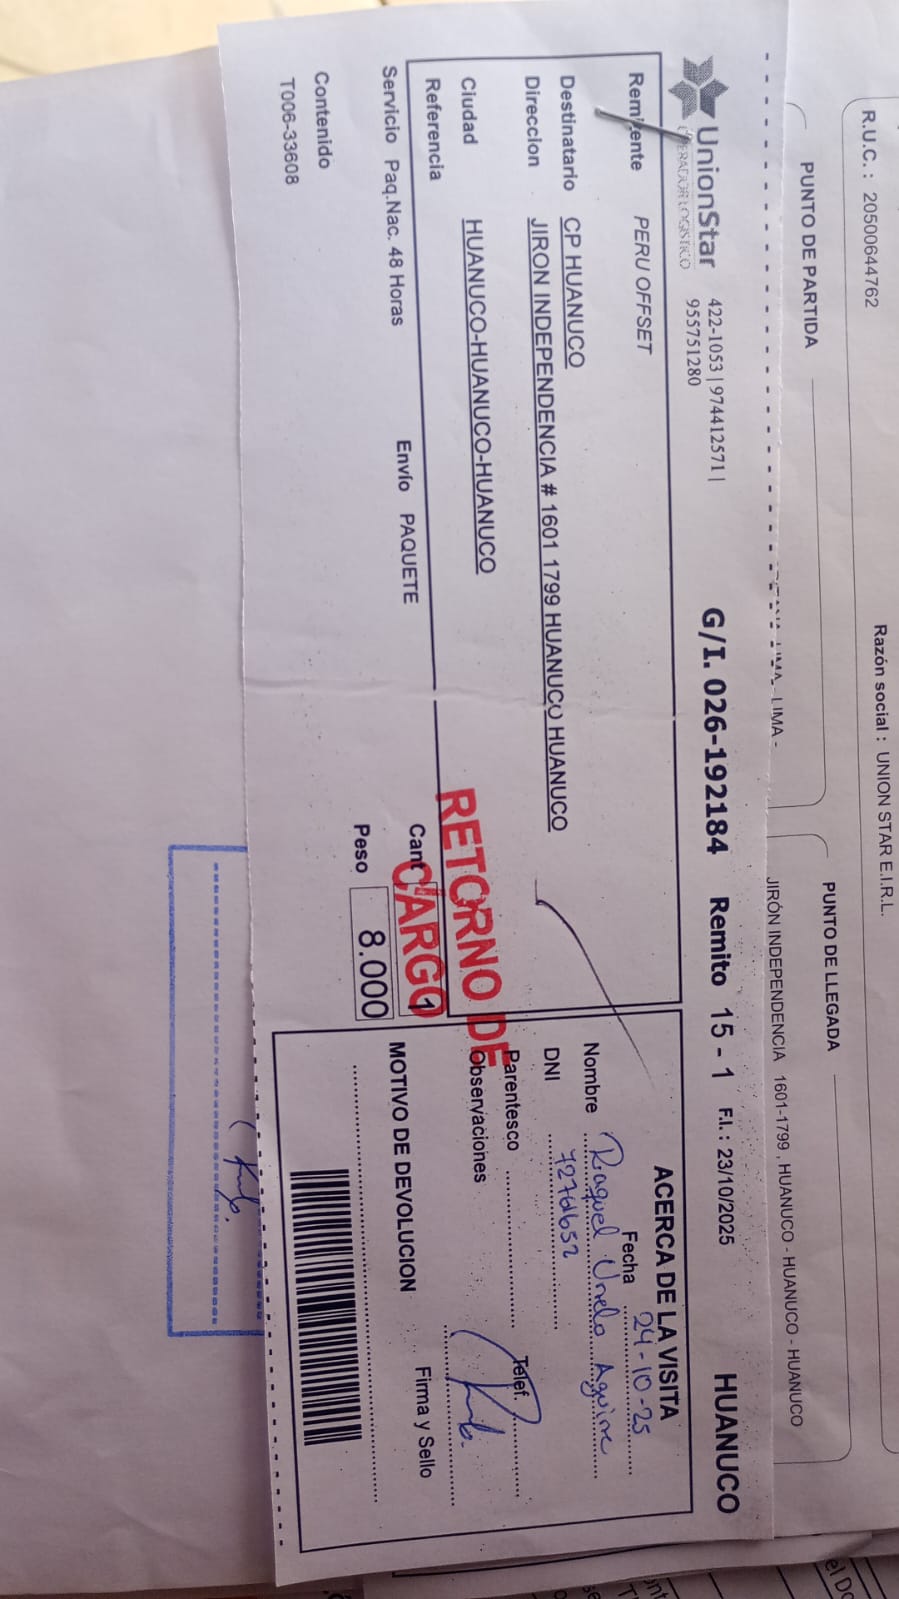 R.U.C. : 20500644762
Razón social : UNION STAR E.I.R.L.
PUNTO DE PARTIDA
PUNTO DE LLEGADA
LIMA - LIMA -
JIRÓN INDEPENDENCIA 1601-1799 , HUANUCO - HUANUCO - HUANUCO
UnionStar
OPERADOR LOGISTICO
422-1053 | 974412571 |
955751280
G/I. 026-192184 Remito 15 - 1 F.I. : 23/10/2025 HUANUCO
Remitente PERU OFFSET
Destinatario CP HUANUCO
Direccion JIRON INDEPENDENCIA # 1601 1799 HUANUCO HUANUCO
Ciudad HUANUCO-HUANUCO-HUANUCO
Referencia
Servicio Paq.Nac. 48 Horas Envío PAQUETE
Cant 1
Peso 8.000
Contenido
T006-33608
RETORNO DE
CARGO
ACERCA DE LA VISITA
Fecha 24-10-25
Nombre Raquel Aguirre
DNI
Parentesco
Telef.
Observaciones
MOTIVO DE DEVOLUCION
Firma y Sello